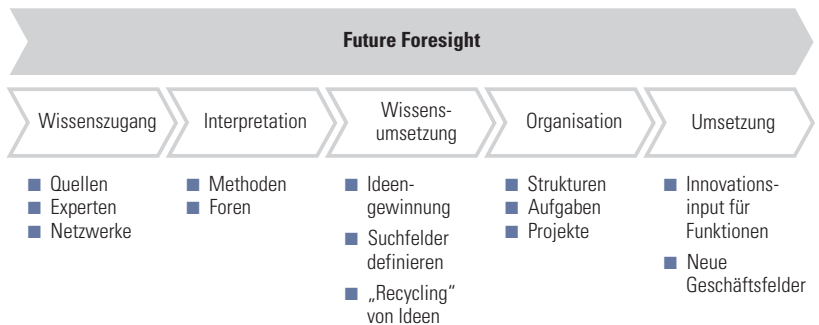 Future Foresight
Wissenszugang
Interpretation
Wissens-
umsetzung
Organisation
Umsetzung
Quellen
Experten
Netzwerke
Methoden
Foren
Ideen-
gewinnung
Suchfelder
definieren
„Recycling“
von Ideen
Strukturen
Aufgaben
Projekte
Innovations-
input für
Funktionen
Neue
Geschäftsfelder